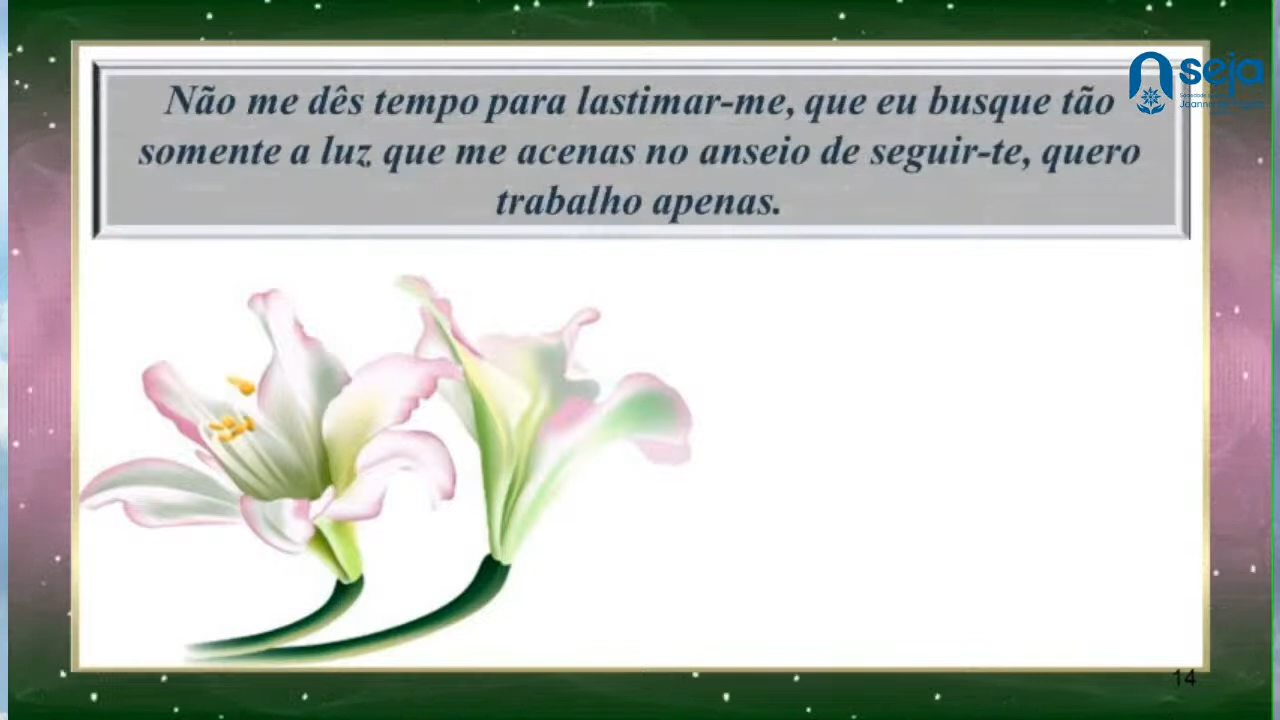 Não me dês tempo para lastimar-me, que eu busque tão
somente a luz que me acenas no anseio de seguir-te, quero
trabalho apenas.
seja
14